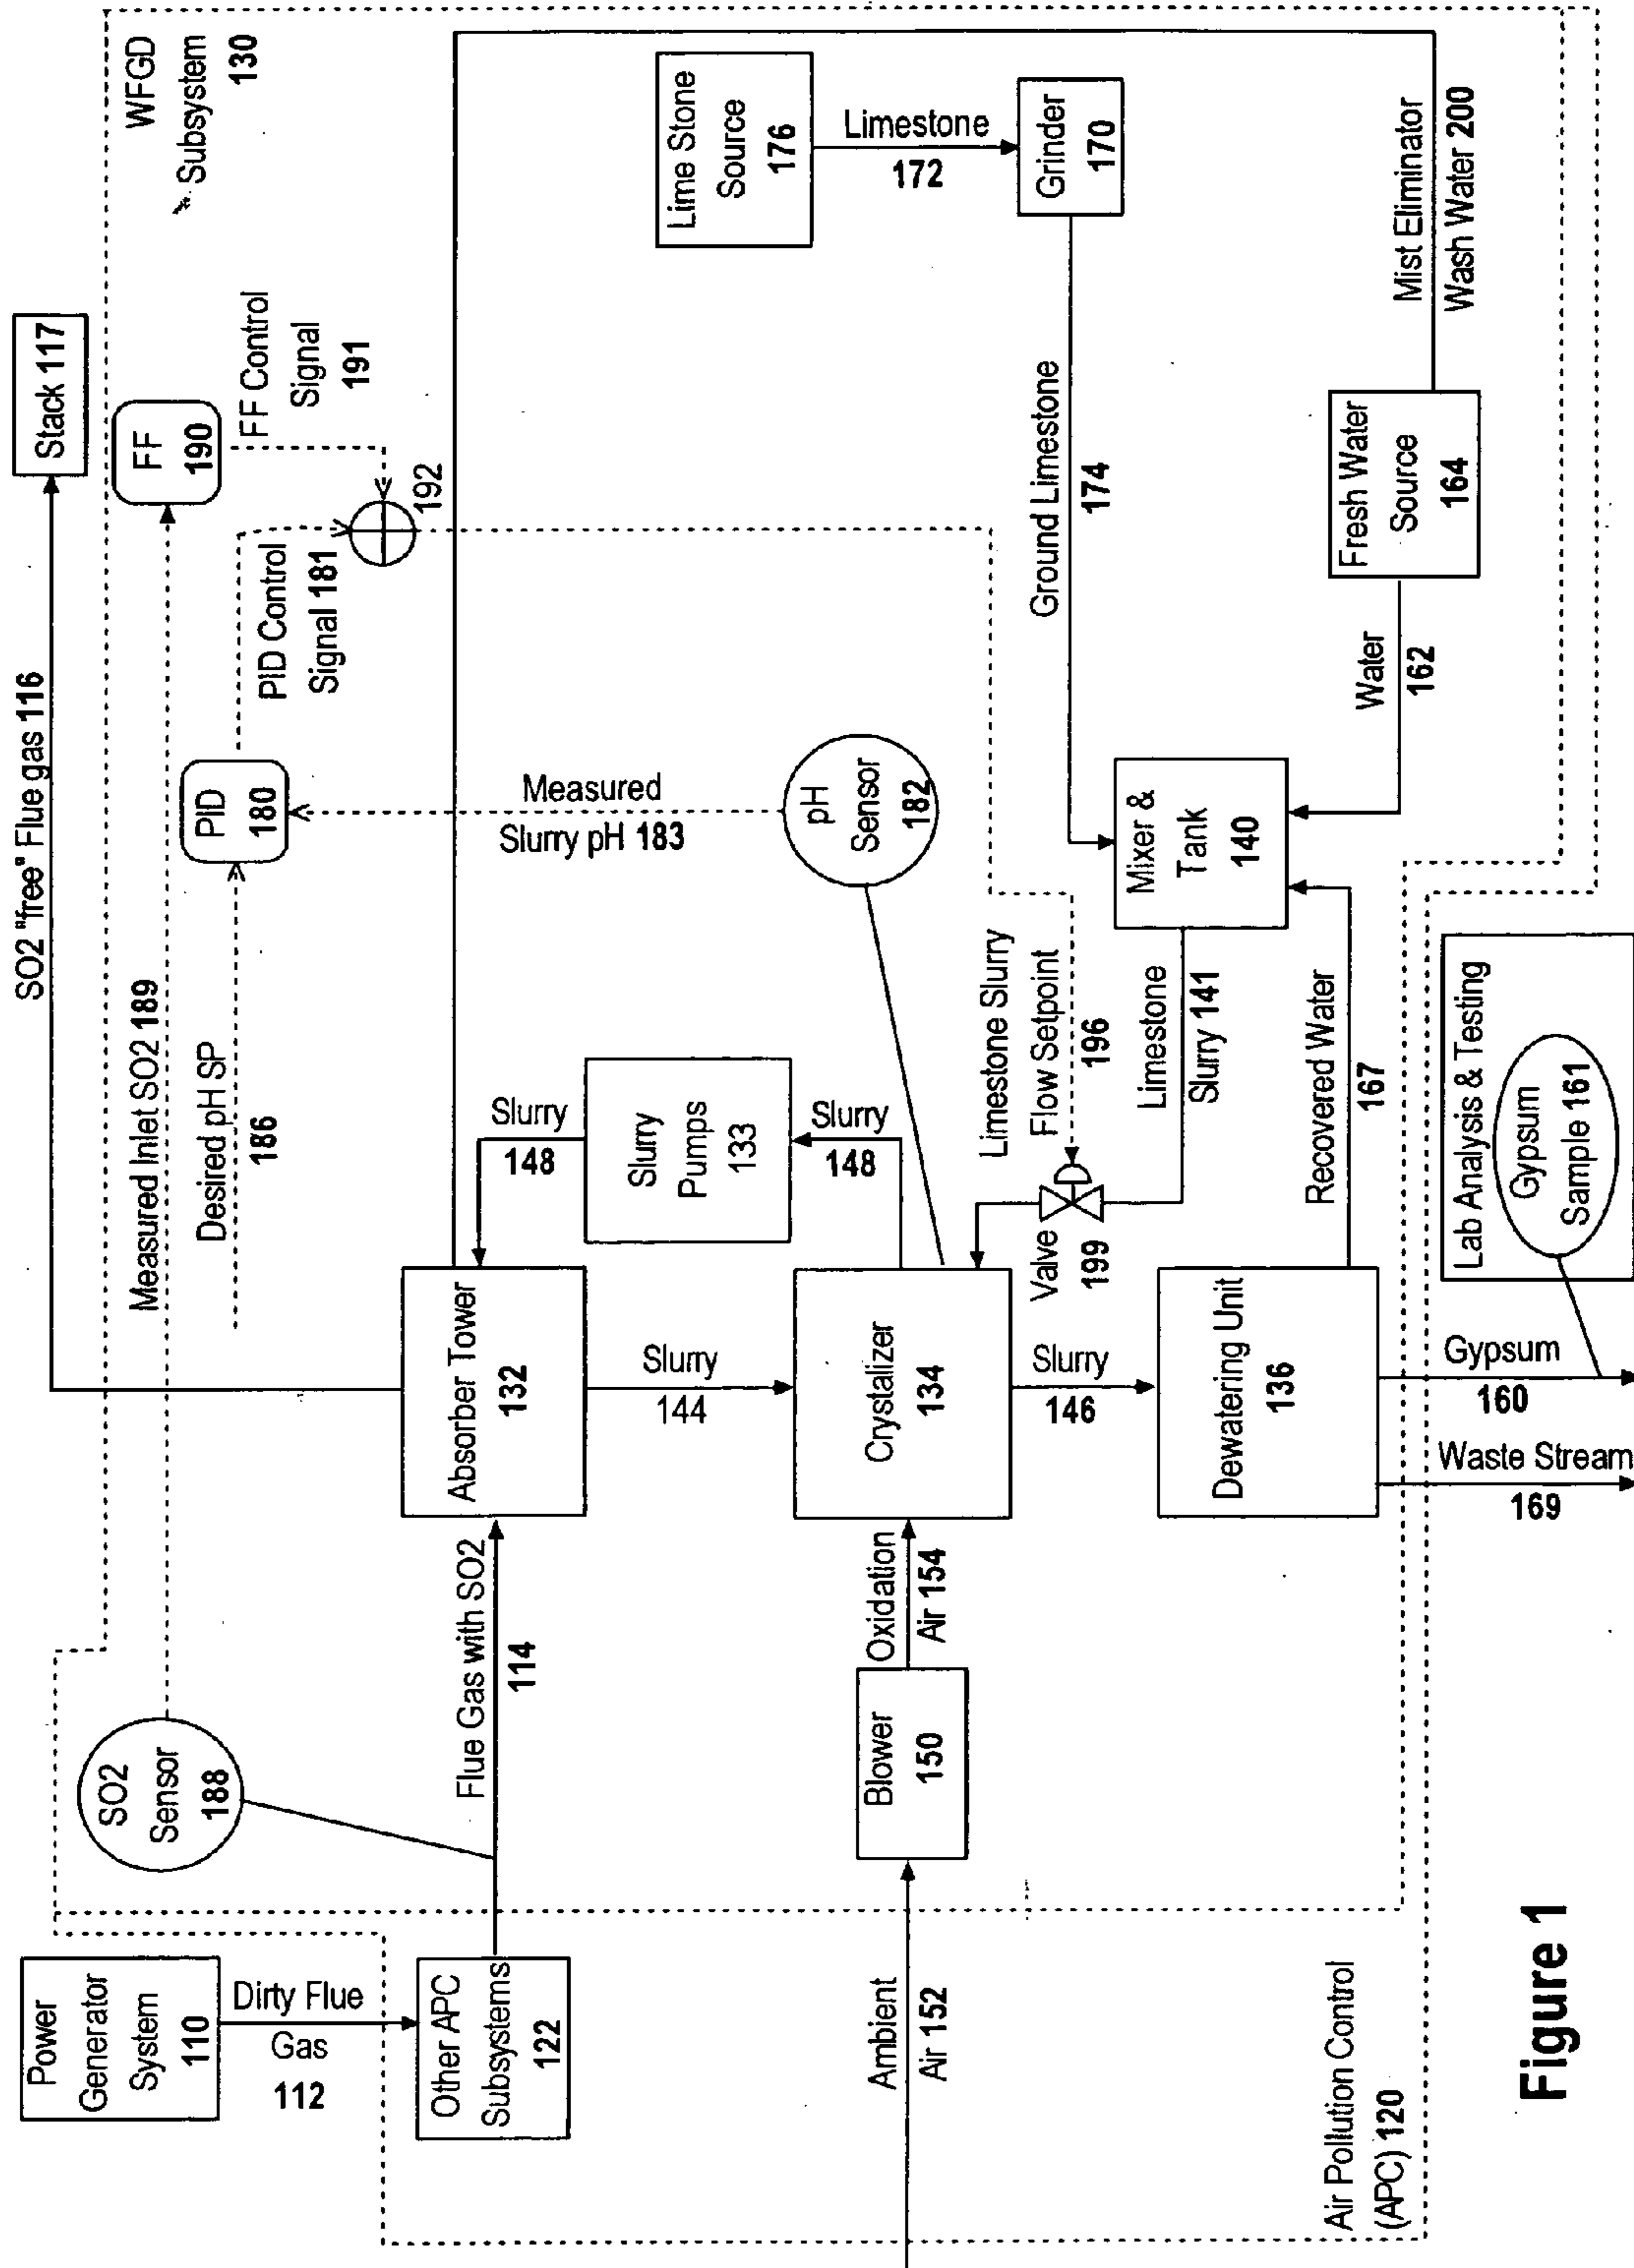 Power
Generator
System
110
Dirty Flue
Gas
112
Other APC
Subsystems
122
SO2
Sensor
188
Measured Inlet SO2 189
Desired pH SP
186
SO2 "free" Flue gas 116
Stack 117
PID
180
PID Control
Signal 181
FF
190
FF Control
Signal
191
192
WFGD
Subsystem
130
Flue Gas with SO2
114
Absorber Tower
132
Slurry
148
Slurry
Pumps
133
Slurry
148
Slurry
144
Measured
Slurry pH 183
pH
Sensor
182
Lime Stone
Source
176
Limestone
172
Grinder
170
Ground Limestone
174
Ambient
Air 152
Blower
150
Oxidation
Air 154
Crystalizer
134
Valve
199
Limestone Slurry
Flow Setpoint
196
Limestone
Slurry 141
Mixer &
Tank
140
Water
162
Fresh Water
Source
164
Mist Eliminator
Wash Water 200
Slurry
146
Dewatering Unit
136
Recovered Water
167
Gypsum
160
Waste Stream
169
Lab Analysis & Testing
Gypsum
Sample 161
Air Pollution Control
(APC) 120
Figure 1